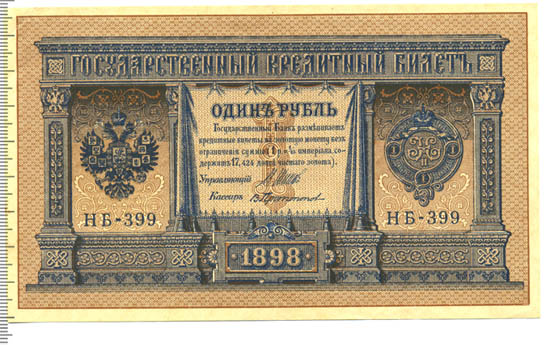 ГОСУДАРСТВЕННЫЙ КРЕДИТНЫЙ БИЛЕТЪ
ОДИНЪ РУБЛЬ
Государственный Банкъ размѣниваетъ
кредитные билеты на золотую монету безъ
ограниченія суммы (1 р. = 1/15 имперіала, со-
держитъ 17,424 долей чистаго золота).
Управляющій
Кассиръ
НБ-399.
НБ-399.
1898